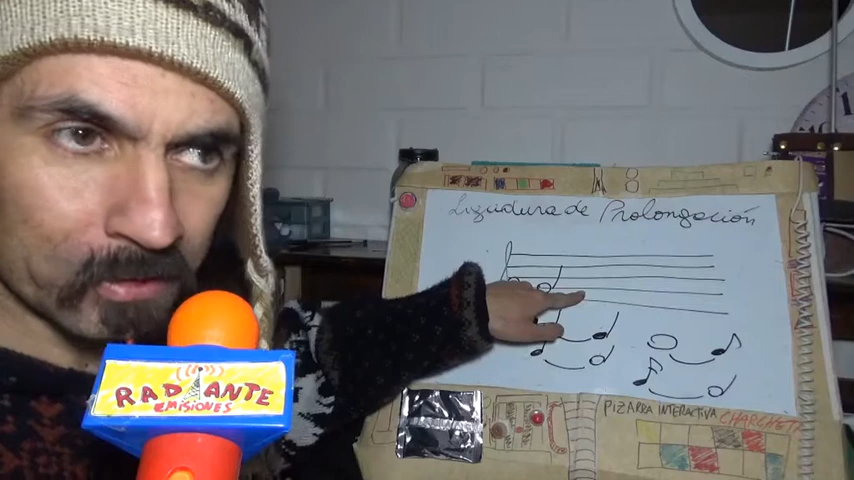 Ligadura de Prolongación
RADIANTE
EMISIONES
PIZARRA INTERACTIVA CHARCHETA